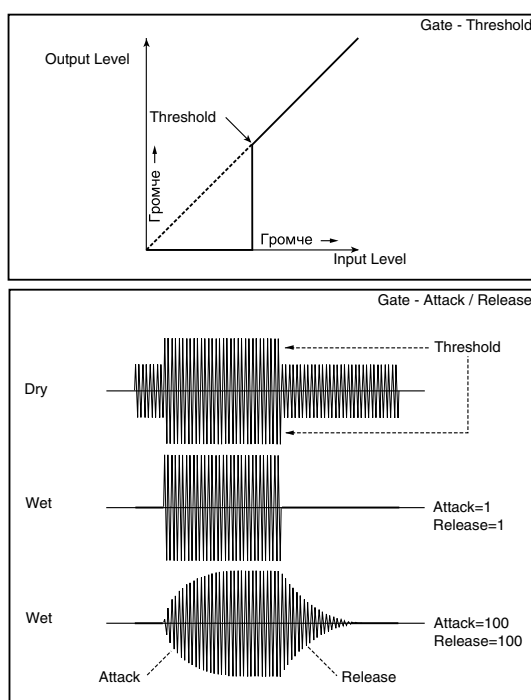 Gate - Threshold
Output Level
Threshold
Громче
Громче
Input Level
Gate - Attack / Release
Threshold
Dry
Wet
Attack=1
Release=1
Wet
Attack=100
Release=100
Attack
Release